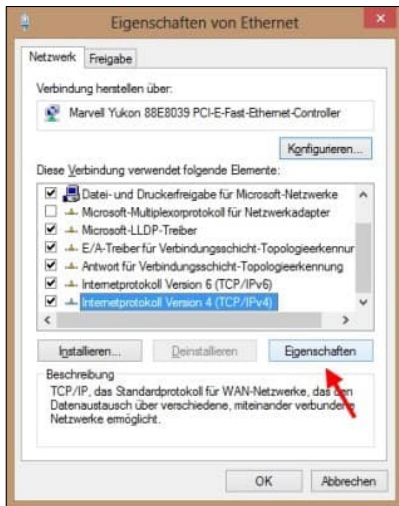 Eigenschaften von Ethernet
Netzwerk Freigabe
Verbindung herstellen über:
Marvell Yukon 88E8039 PCI-E-Fast-Ethernet-Controller
Konfigurieren...
Diese Verbindung verwendet folgende Elemente:
Datei- und Druckerfreigabe für Microsoft-Netzwerke
Microsoft-Multiplexorprotokoll für Netzwerkadapter
Microsoft-LLDP-Treiber
E/A-Treiber für Verbindungsschicht-Topologieerkennur
Antwort für Verbindungsschicht-Topologieerkennung
Internetprotokoll Version 6 (TCP/IPv6)
Internetprotokoll Version 4 (TCP/IPv4)
Installieren... Deinstallieren Eigenschaften
Beschreibung
TCP/IP, das Standardprotokoll für WAN-Netzwerke, das den
Datenaustausch über verschiedene, miteinander verbundene
Netzwerke ermöglicht.
OK Abbrechen